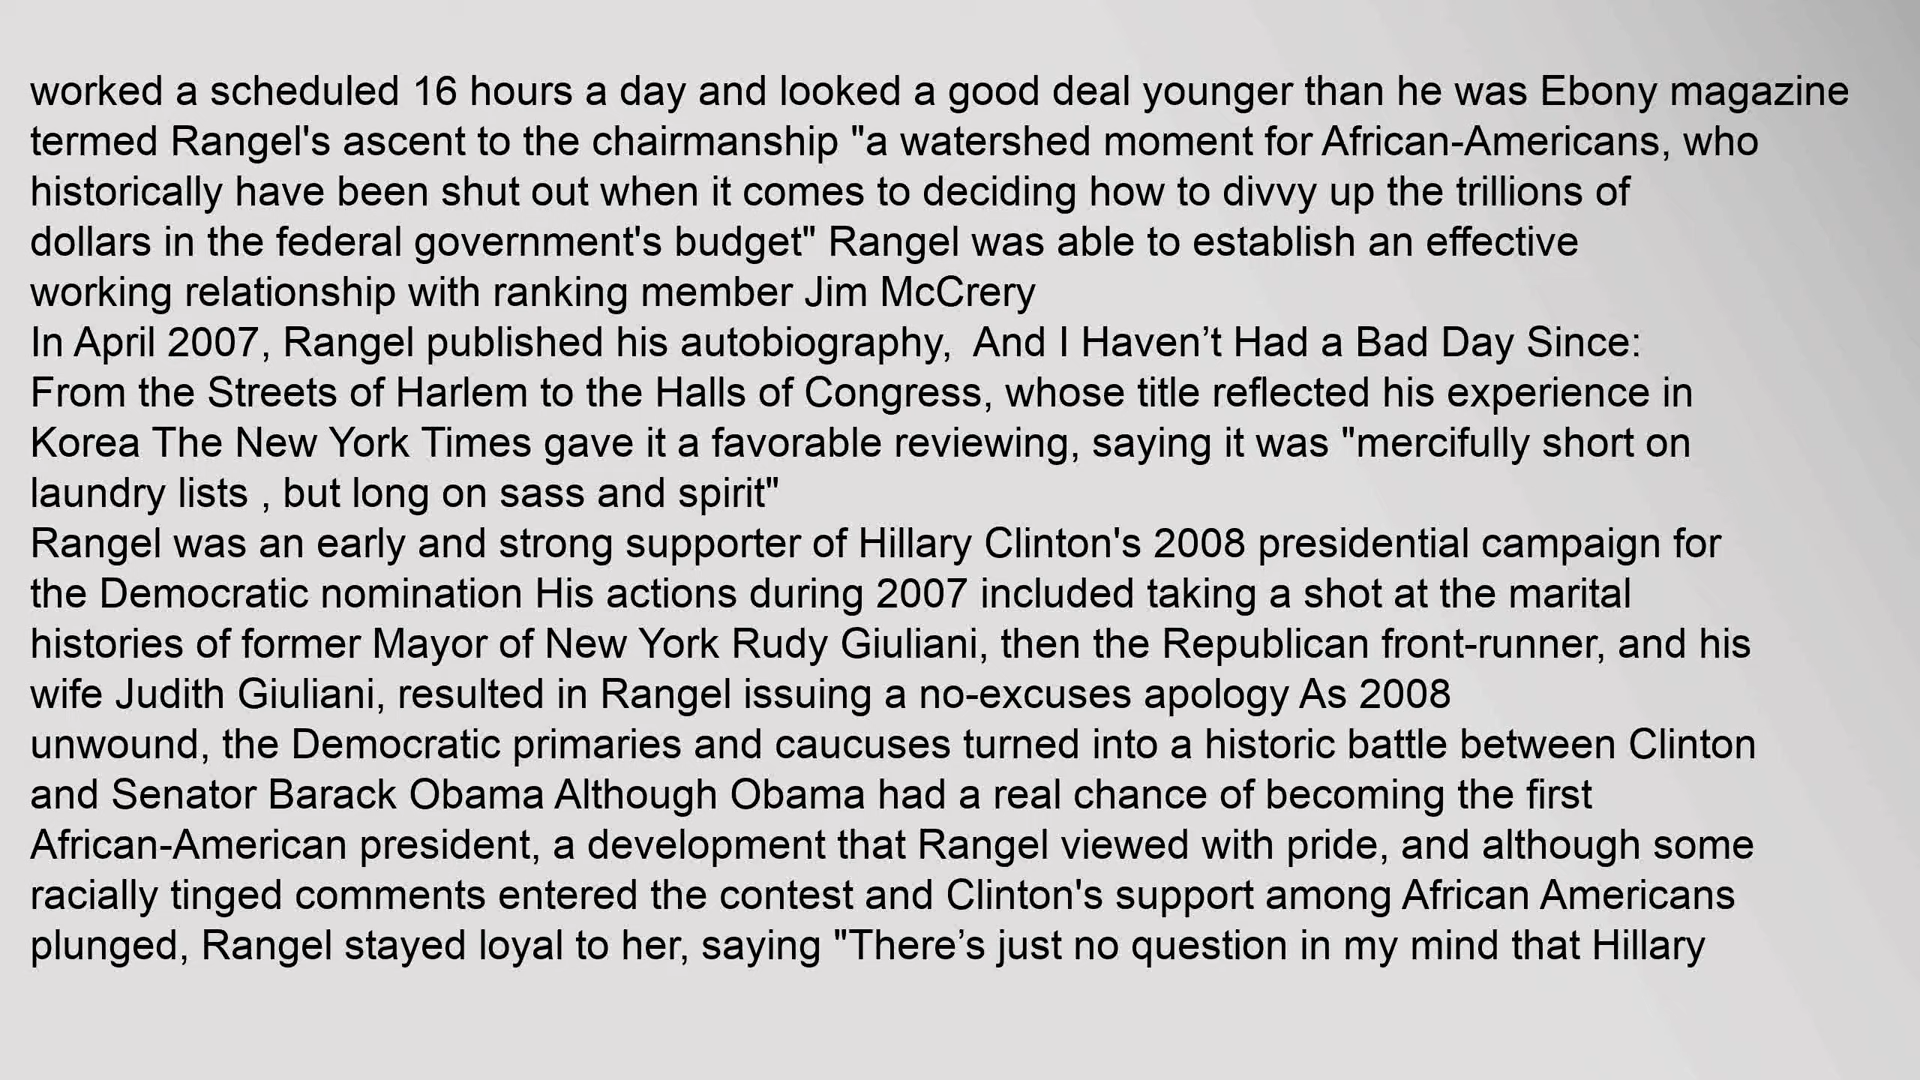 worked a scheduled 16 hours a day and looked a good deal younger than he was Ebony magazine
termed Rangel's ascent to the chairmanship "a watershed moment for African-Americans, who
historically have been shut out when it comes to deciding how to divvy up the trillions of
dollars in the federal government's budget" Rangel was able to establish an effective
working relationship with ranking member Jim McCrery
In April 2007, Rangel published his autobiography,  And I Haven’t Had a Bad Day Since:
From the Streets of Harlem to the Halls of Congress, whose title reflected his experience in
Korea The New York Times gave it a favorable reviewing, saying it was "mercifully short on
laundry lists , but long on sass and spirit"
Rangel was an early and strong supporter of Hillary Clinton's 2008 presidential campaign for
the Democratic nomination His actions during 2007 included taking a shot at the marital
histories of former Mayor of New York Rudy Giuliani, then the Republican front-runner, and his
wife Judith Giuliani, resulted in Rangel issuing a no-excuses apology As 2008
unwound, the Democratic primaries and caucuses turned into a historic battle between Clinton
and Senator Barack Obama Although Obama had a real chance of becoming the first
African-American president, a development that Rangel viewed with pride, and although some
racially tinged comments entered the contest and Clinton's support among African Americans
plunged, Rangel stayed loyal to her, saying "There’s just no question in my mind that Hillary